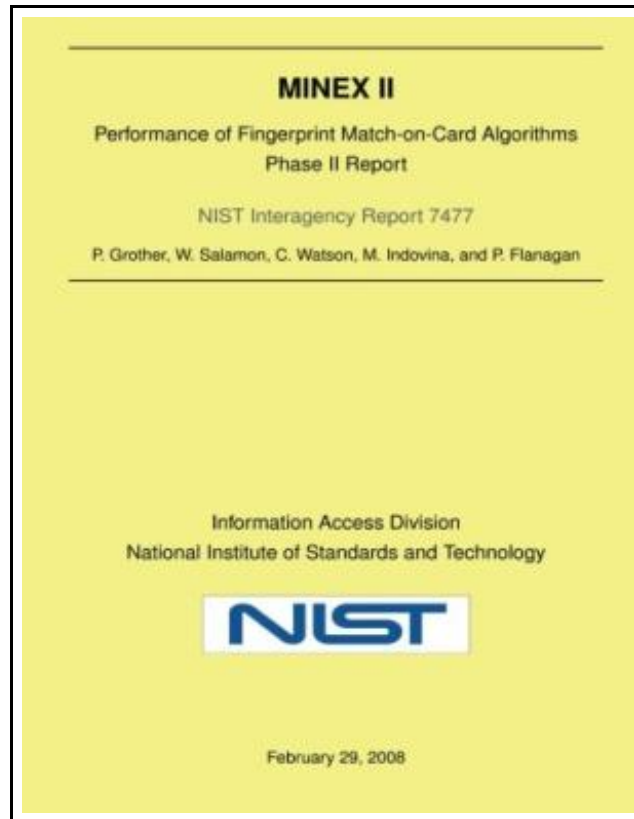 MINEX II
Performance of Fingerprint Match-on-Card Algorithms
Phase II Report
NIST Interagency Report 7477
P. Grother, W. Salamon, C. Watson, M. Indovina, and P. Flanagan
Information Access Division
National Institute of Standards and Technology
NIST
February 29, 2008